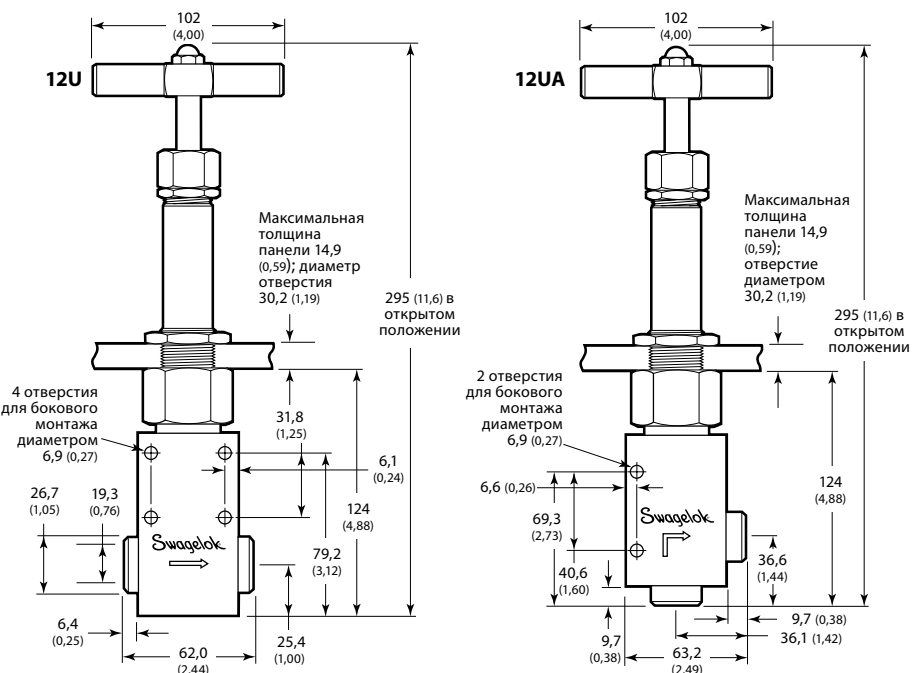 102
(4,00)
12U
Максимальная
толщина
панели 14,9
(0,59); диаметр
отверстия
30,2 (1,19)
295 (11,6) в
открытом
положении
4 отверстия
для бокового
монтажа
диаметром
6,9 (0,27)
31,8
(1,25)
6,1
(0,24)
26,7
(1,05)
19,3
(0,76)
124
(4,88)
Swagelok
79,2
(3,12)
6,4
(0,25)
62,0
(2,44)
25,4
(1,00)
102
(4,00)
12UA
Максимальная
толщина
панели 14,9
(0,59);
отверстие
диаметром
30,2 (1,19)
295 (11,6) в
открытом
положении
2 отверстия
для бокового
монтажа
диаметром
6,9 (0,27)
6,6 (0,26)
124
(4,88)
69,3
(2,73)
Swagelok
40,6
(1,60)
36,6
(1,44)
9,7
(0,38)
9,7 (0,38)
36,1 (1,42)
63,2
(2,49)